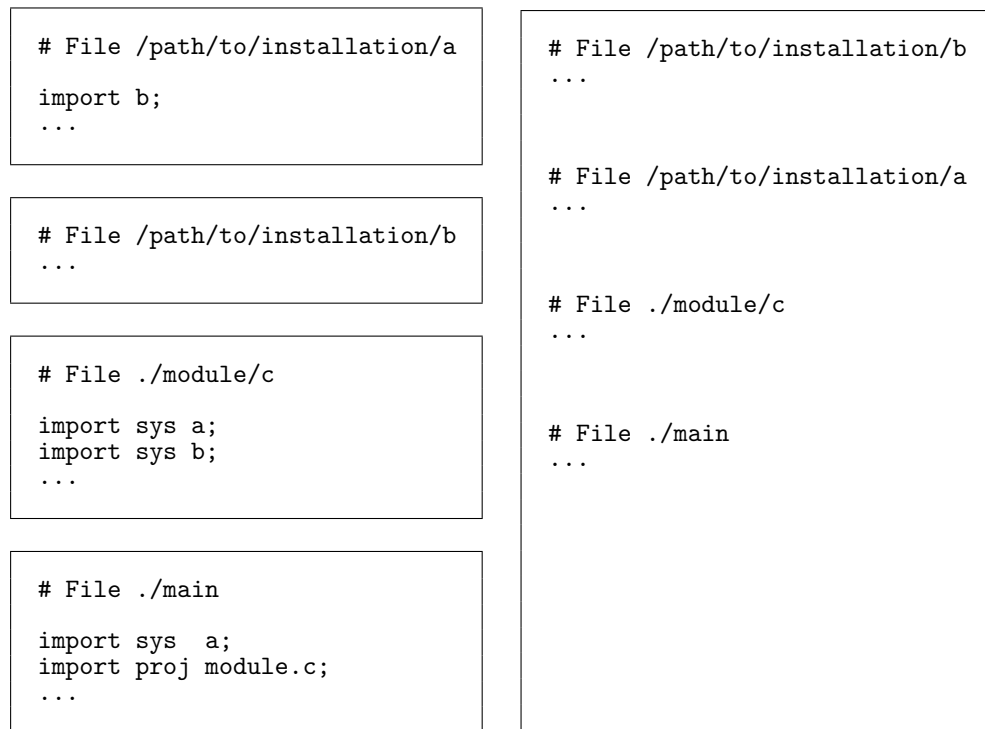 # File /path/to/installation/a
import b;
...
# File /path/to/installation/b
...
# File ./module/c
import sys a;
import sys b;
...
# File ./main
import sys  a;
import proj module.c;
...
# File /path/to/installation/b
...
# File /path/to/installation/a
...
# File ./module/c
...
# File ./main
...